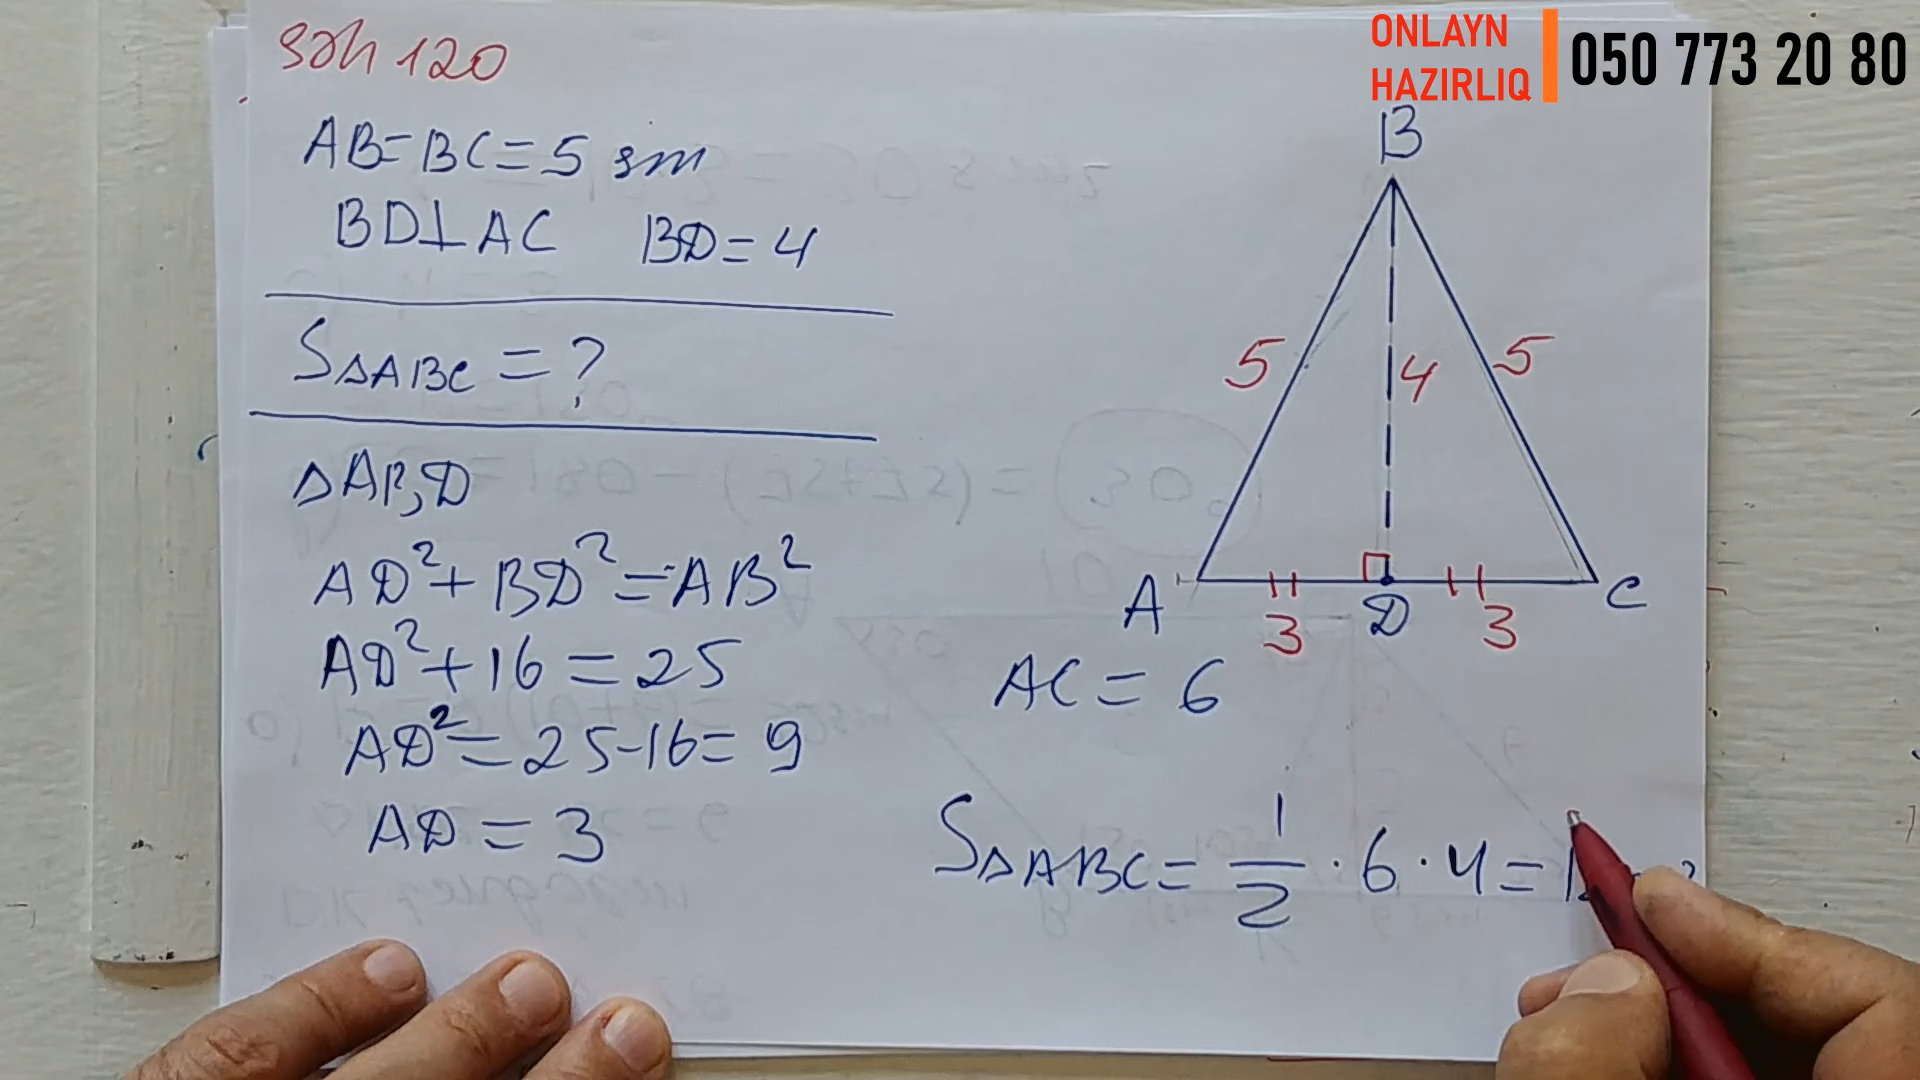 ONLAYN
HAZIRLIQ
050 773 20 80
səh 120
AB=BC=5 sm
BD⊥AC BD=4
S△ABC=?
△ABD
AD²+BD²=AB²
AD²+16=25
AD²=25-16=9
AD=3
B
5 4 5
A D C
3 3
AC=6
S△ABC=1/2·6·4=